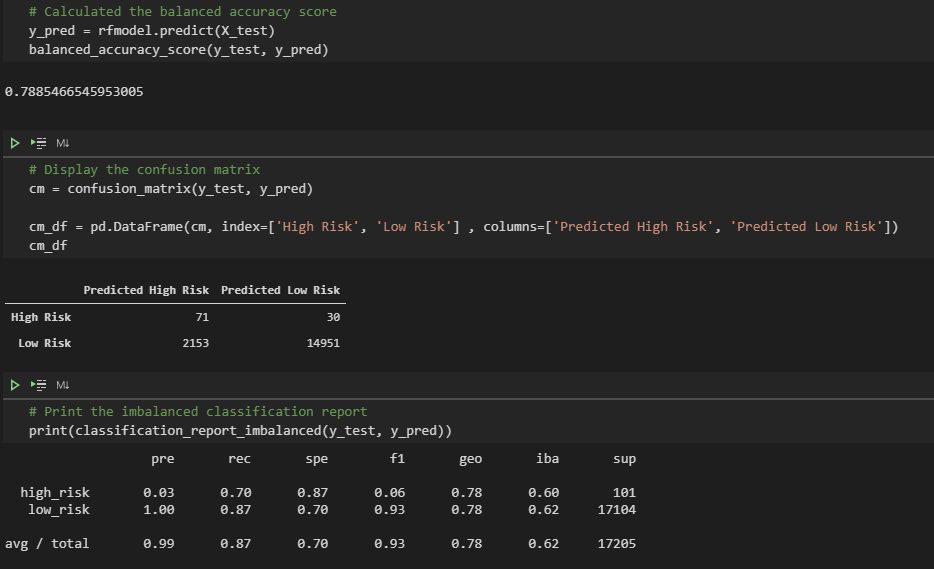 # Calculated the balanced accuracy score
y_pred = rfmodel.predict(X_test)
balanced_accuracy_score(y_test, y_pred)
0.7885466545953005
M↓
# Display the confusion matrix
cm = confusion_matrix(y_test, y_pred)
cm_df = pd.DataFrame(cm, index=['High Risk', 'Low Risk'] , columns=['Predicted High Risk', 'Predicted Low Risk'])
cm_df
Predicted High Risk Predicted Low Risk
High Risk 71 30
Low Risk 2153 14951
M↓
# Print the imbalanced classification report
print(classification_report_imbalanced(y_test, y_pred))
pre rec spe f1 geo iba sup
high_risk 0.03 0.70 0.87 0.06 0.78 0.60 101
low_risk 1.00 0.87 0.70 0.93 0.78 0.62 17104
avg / total 0.99 0.87 0.70 0.93 0.78 0.62 17205